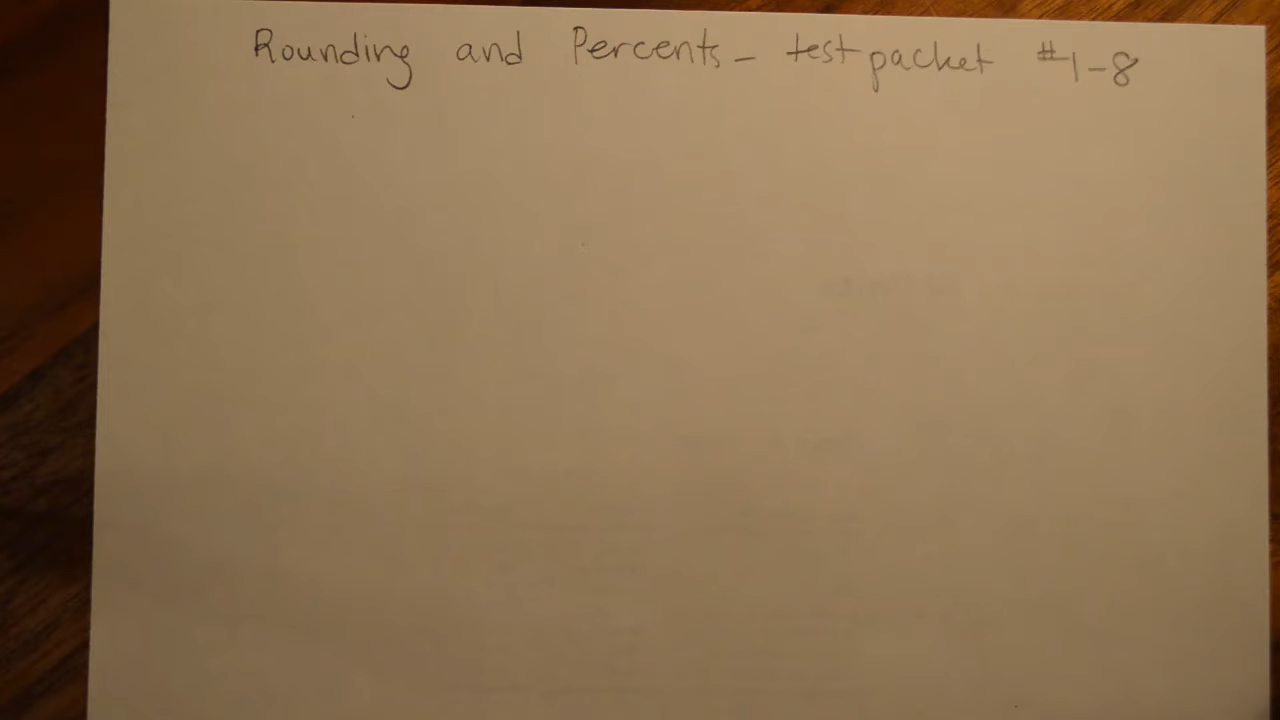 Rounding and Percents - test packet #1-8